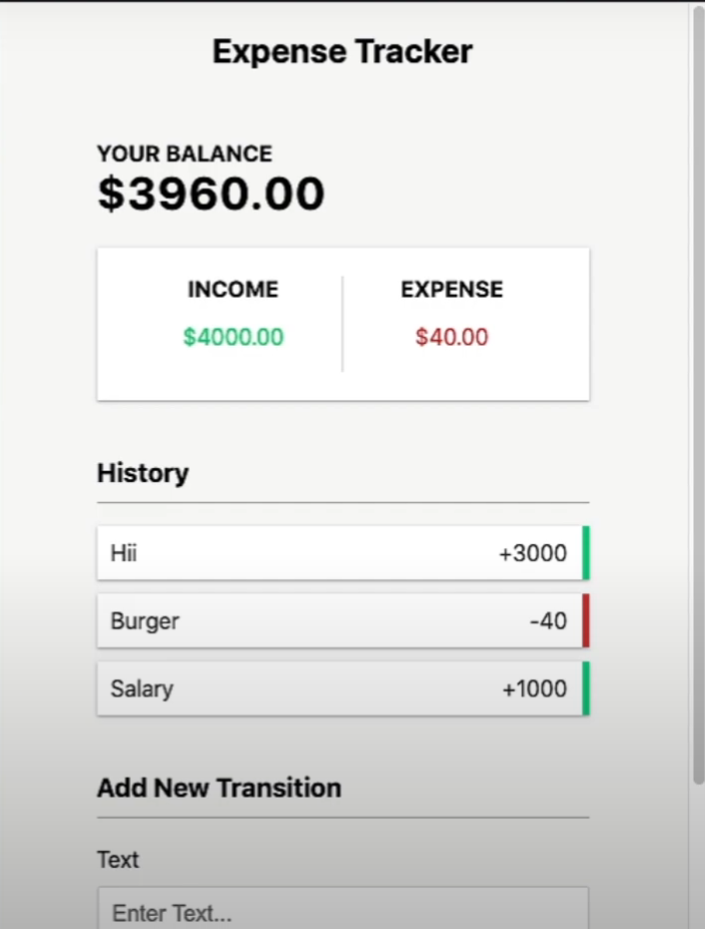 Expense Tracker
YOUR BALANCE
$3960.00
INCOME EXPENSE
$4000.00 $40.00
History
Hii +3000
Burger -40
Salary +1000
Add New Transition
Text
Enter Text...